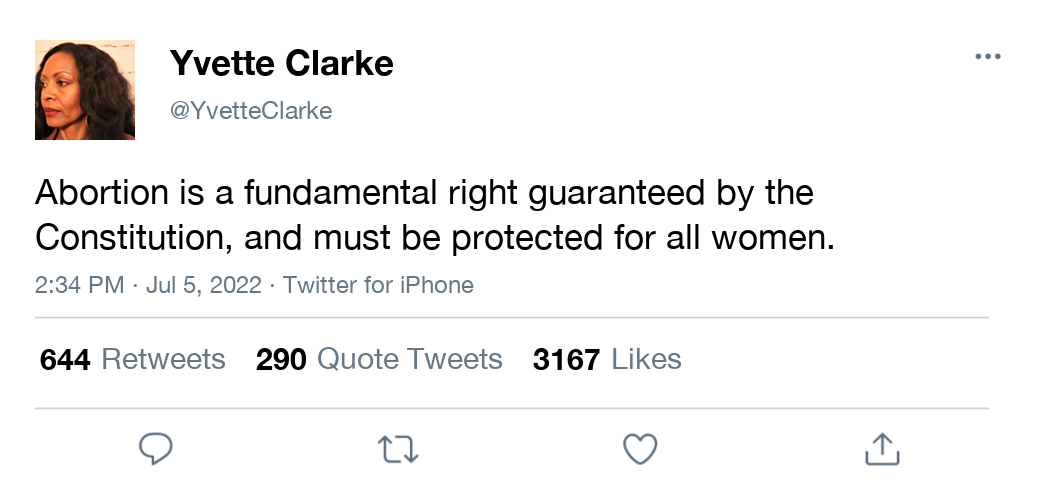 Yvette Clarke
@YvetteClarke
Abortion is a fundamental right guaranteed by the
Constitution, and must be protected for all women.
2:34 PM · Jul 5, 2022 · Twitter for iPhone
644 Retweets 290 Quote Tweets 3167 Likes